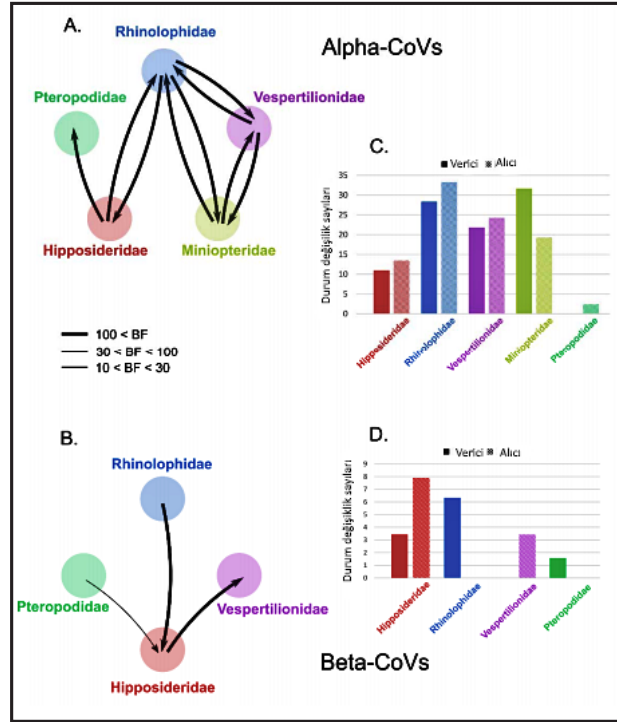 A.
Rhinolophidae
Alpha-CoVs
Pteropodidae
Vespertilionidae
Hipposideridae
Miniopteridae
100 < BF
30 < BF < 100
10 < BF < 30
C.
Verici
Alıcı
Durum değişilik sayıları
35
30
25
20
15
10
5
0
Hipposideridae
Rhinolophidae
Vespertilionidae
Miniopteridae
Pteropodidae
B.
Rhinolophidae
Pteropodidae
Vespertilionidae
Hipposideridae
D.
Verici
Alıcı
Durum değişiklik sayıları
9
8
7
6
5
4
3
2
1
0
Hipposideridae
Rhinolophidae
Vespertilionidae
Pteropodidae
Beta-CoVs